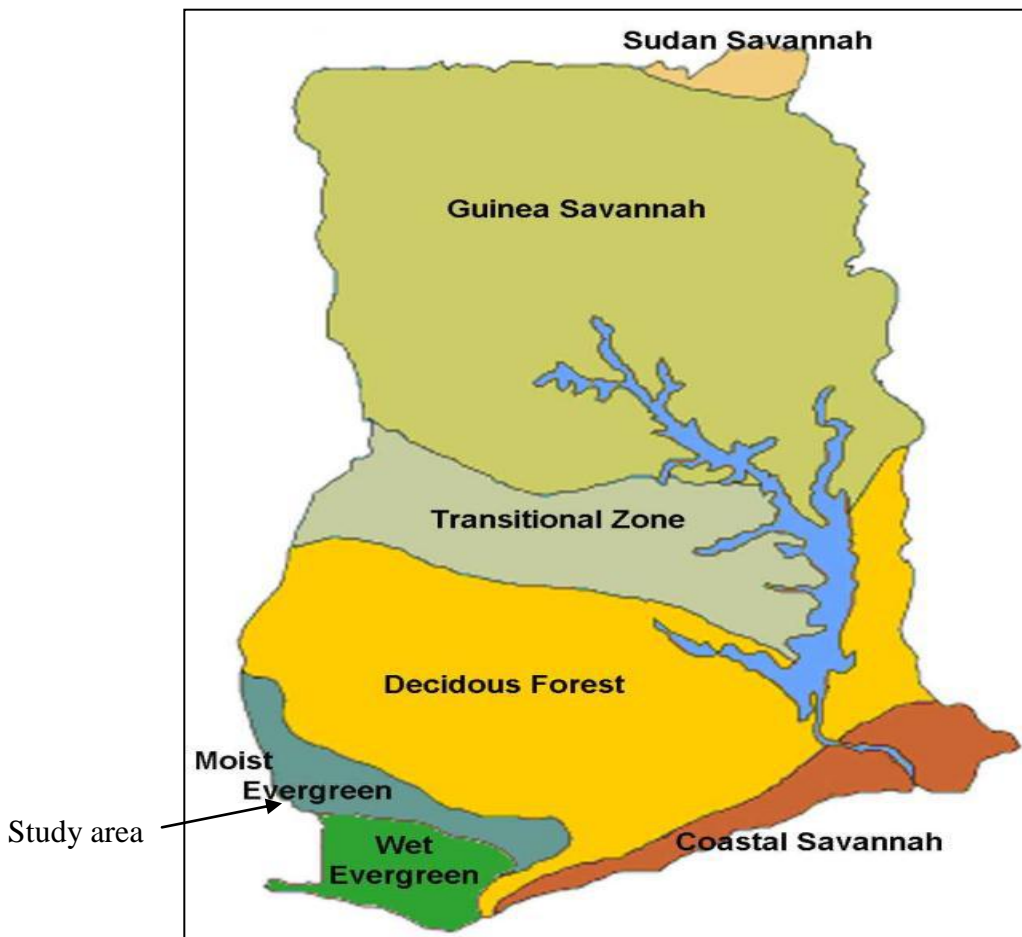 Sudan Savannah
Guinea Savannah
Transitional Zone
Decidous Forest
Moist
Evergreen
Study area
Wet
Evergreen
Coastal Savannah